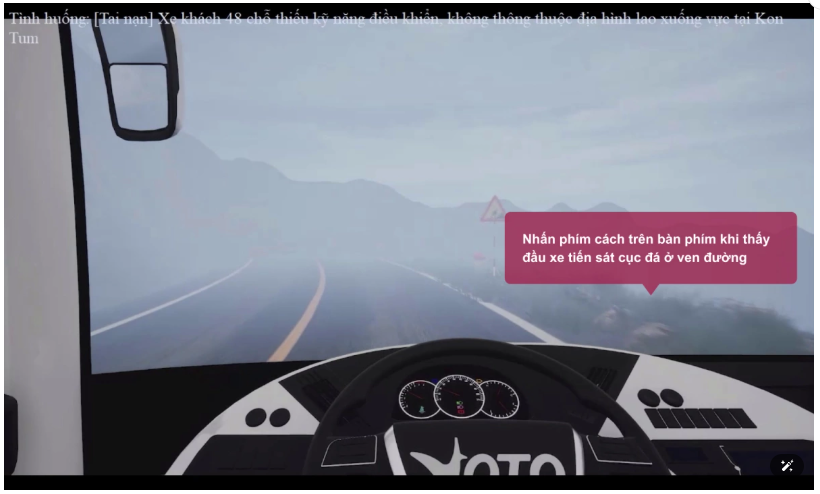 Tình huống: [Tai nạn] Xe khách 48 chỗ thiếu kỹ năng điều khiển, không thông thuộc địa hình lao xuống vực tại Kon
Tum
Nhấn phím cách trên bàn phím khi thấy
đầu xe tiến sát cục đá ở ven đường
OTO